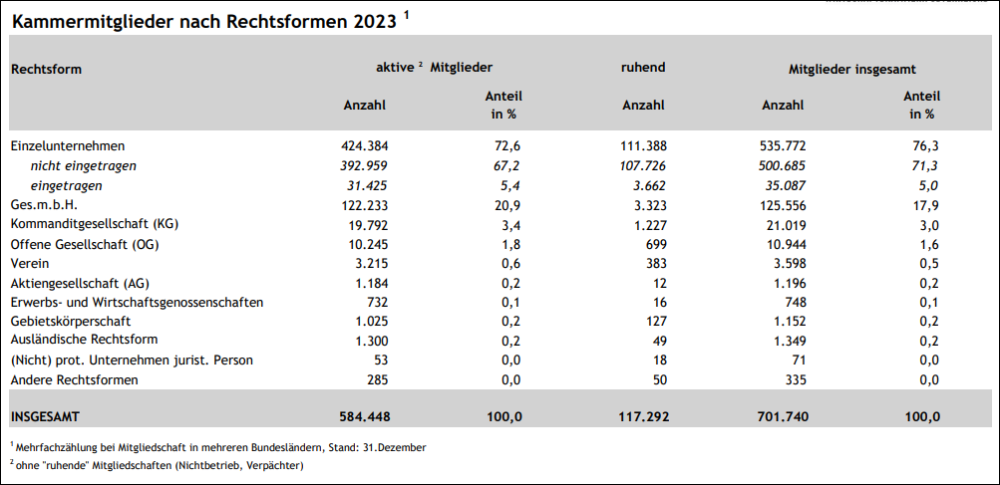 Kammermitglieder nach Rechtsformen 2023 ¹
Rechtsform aktive ² Mitglieder ruhend Mitglieder insgesamt
Anzahl Anteil in % Anzahl Anzahl Anteil in %
Einzelunternehmen 424.384 72,6 111.388 535.772 76,3
nicht eingetragen 392.959 67,2 107.726 500.685 71,3
eingetragen 31.425 5,4 3.662 35.087 5,0
Ges.m.b.H. 122.233 20,9 3.323 125.556 17,9
Kommanditgesellschaft (KG) 19.792 3,4 1.227 21.019 3,0
Offene Gesellschaft (OG) 10.245 1,8 699 10.944 1,6
Verein 3.215 0,6 383 3.598 0,5
Aktiengesellschaft (AG) 1.184 0,2 12 1.196 0,2
Erwerbs- und Wirtschaftsgenossenschaften 732 0,1 16 748 0,1
Gebietskörperschaft 1.025 0,2 127 1.152 0,2
Ausländische Rechtsform 1.300 0,2 49 1.349 0,2
(Nicht) prot. Unternehmen jurist. Person 53 0,0 18 71 0,0
Andere Rechtsformen 285 0,0 50 335 0,0
INSGESAMT 584.448 100,0 117.292 701.740 100,0
¹ Mehrfachzählung bei Mitgliedschaft in mehreren Bundesländern, Stand: 31.Dezember
² ohne "ruhende" Mitgliedschaften (Nichtbetrieb, Verpächter)